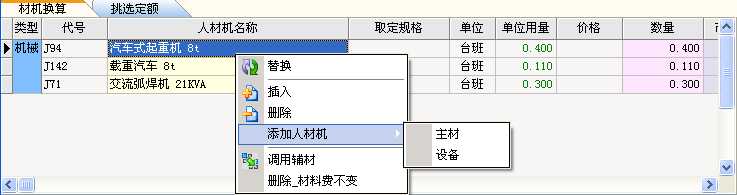 材机换算 挑选定额
类型 代号 人材机名称 取定规格 单位 单位用量 价格 数量
机械 J94 汽车式起重机 8t 台班 0.400 0.400
J142 载重汽车 8t 台班 0.110 0.110
J71 交流弧焊机 21KVA 台班 0.300 0.300
替换
插入
删除
添加人材机
主材
设备
调用辅材
删除_材料费不变